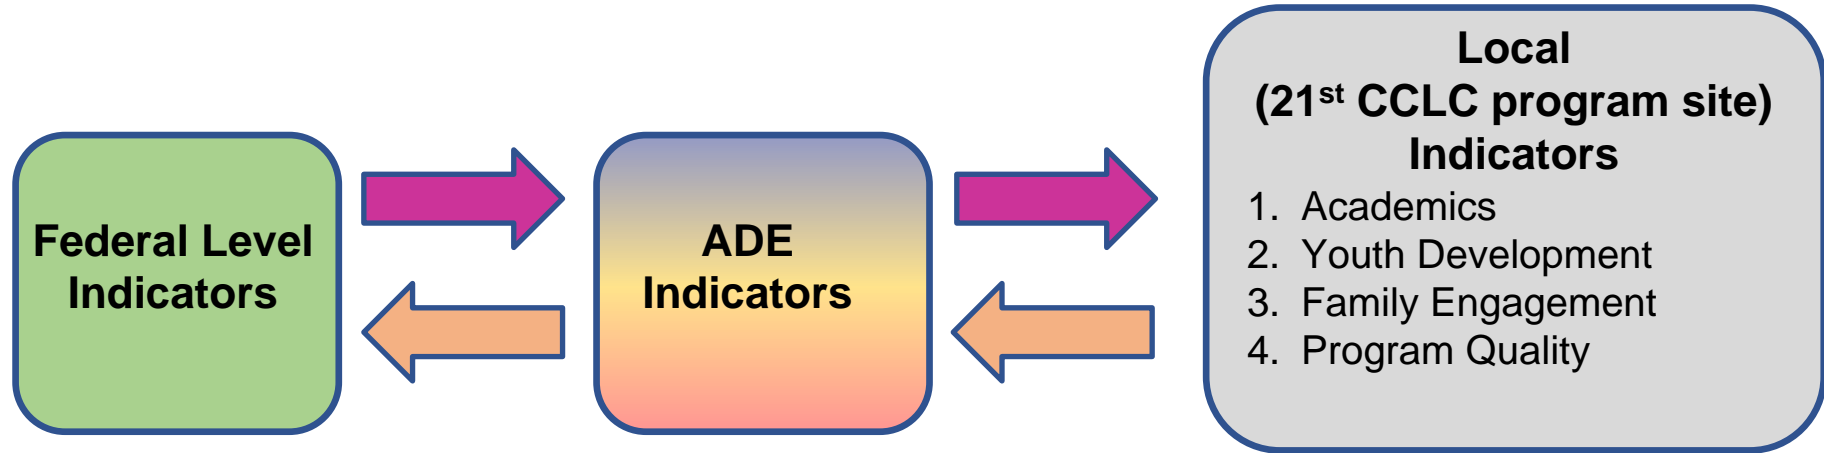 Federal Level
Indicators
ADE
Indicators
Local
(21st CCLC program site)
Indicators
1. Academics
2. Youth Development
3. Family Engagement
4. Program Quality